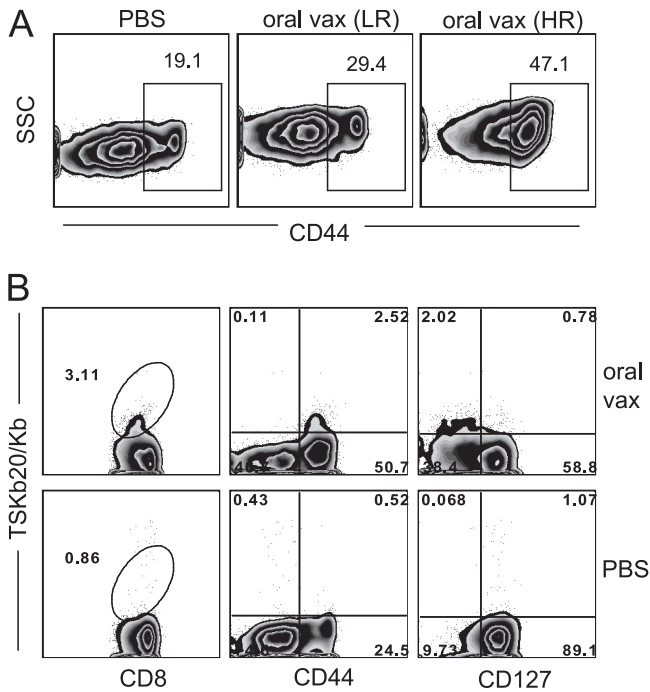 A
PBS
oral vax (LR)
oral vax (HR)
19.1
29.4
47.1
SSC
CD44
B
TSKb20/Kb
3.11
0.11
2.52
50.7
2.02
0.78
38.4
58.8
oral
vax
0.86
0.43
0.52
24.5
0.068
1.07
9.73
89.1
PBS
CD8
CD44
CD127